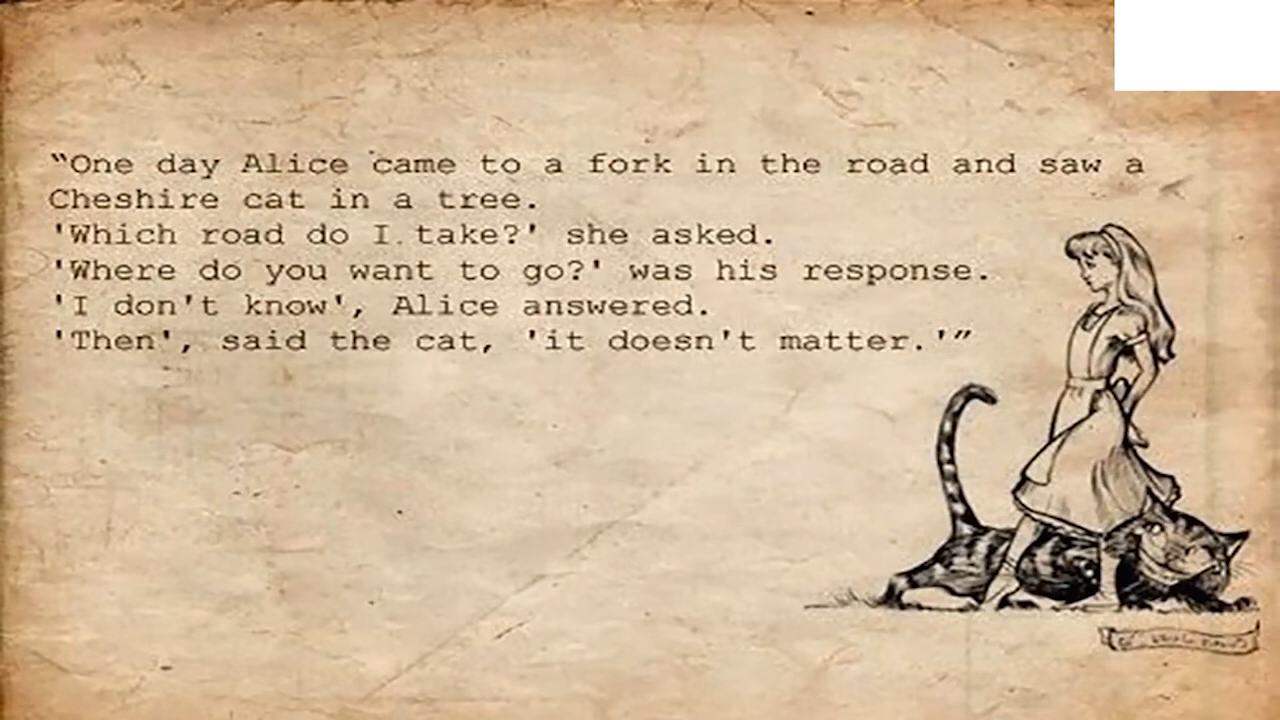 “One day Alice came to a fork in the road and saw a
Cheshire cat in a tree.
'Which road do I take?' she asked.
'Where do you want to go?' was his response.
'I don't know', Alice answered.
'Then', said the cat, 'it doesn't matter.'”